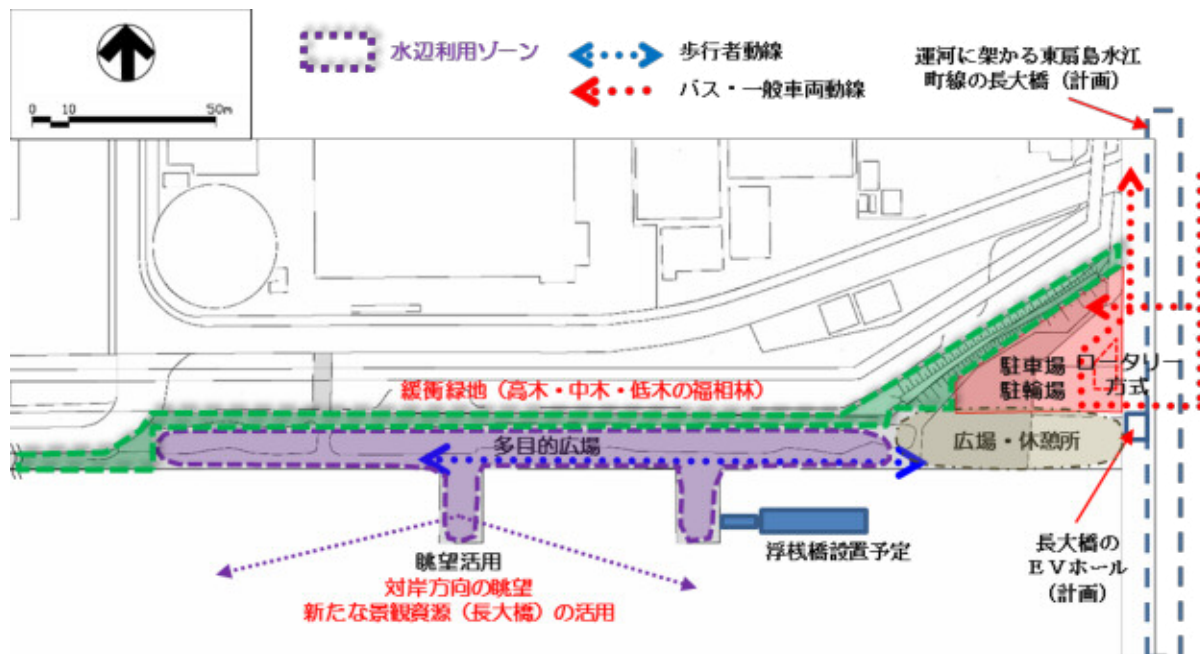 水辺利用ゾーン
歩行者動線
バス・一般車両動線
運河に架かる東扇島水江
町線の長大橋(計画)
0 10 50m
緩衝緑地(高木・中木・低木の福相林)
駐車場
駐輪場
ロータリー
方式
多目的広場
広場・休憩所
浮桟橋設置予定
眺望活用
対岸方向の眺望
新たな景観資源(長大橋)の活用
長大橋の
EVホール
(計画)